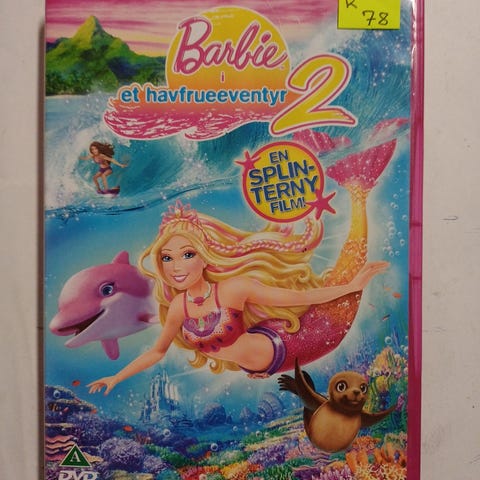 K
78
Barbie
i
et havfrueeventyr 2
EN
SPLIN-
TERNY
FILM!
A
DVD